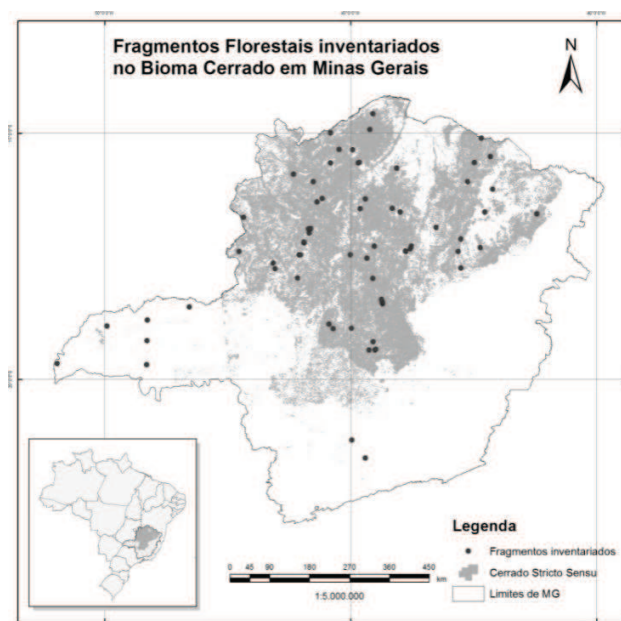 Fragmentos Florestais inventariados
no Bioma Cerrado em Minas Gerais
N
Legenda
Fragmentos inventariados
Cerrado Stricto Sensu
Limites de MG
0 45 90 180 270 360 450
km
1:5.000.000